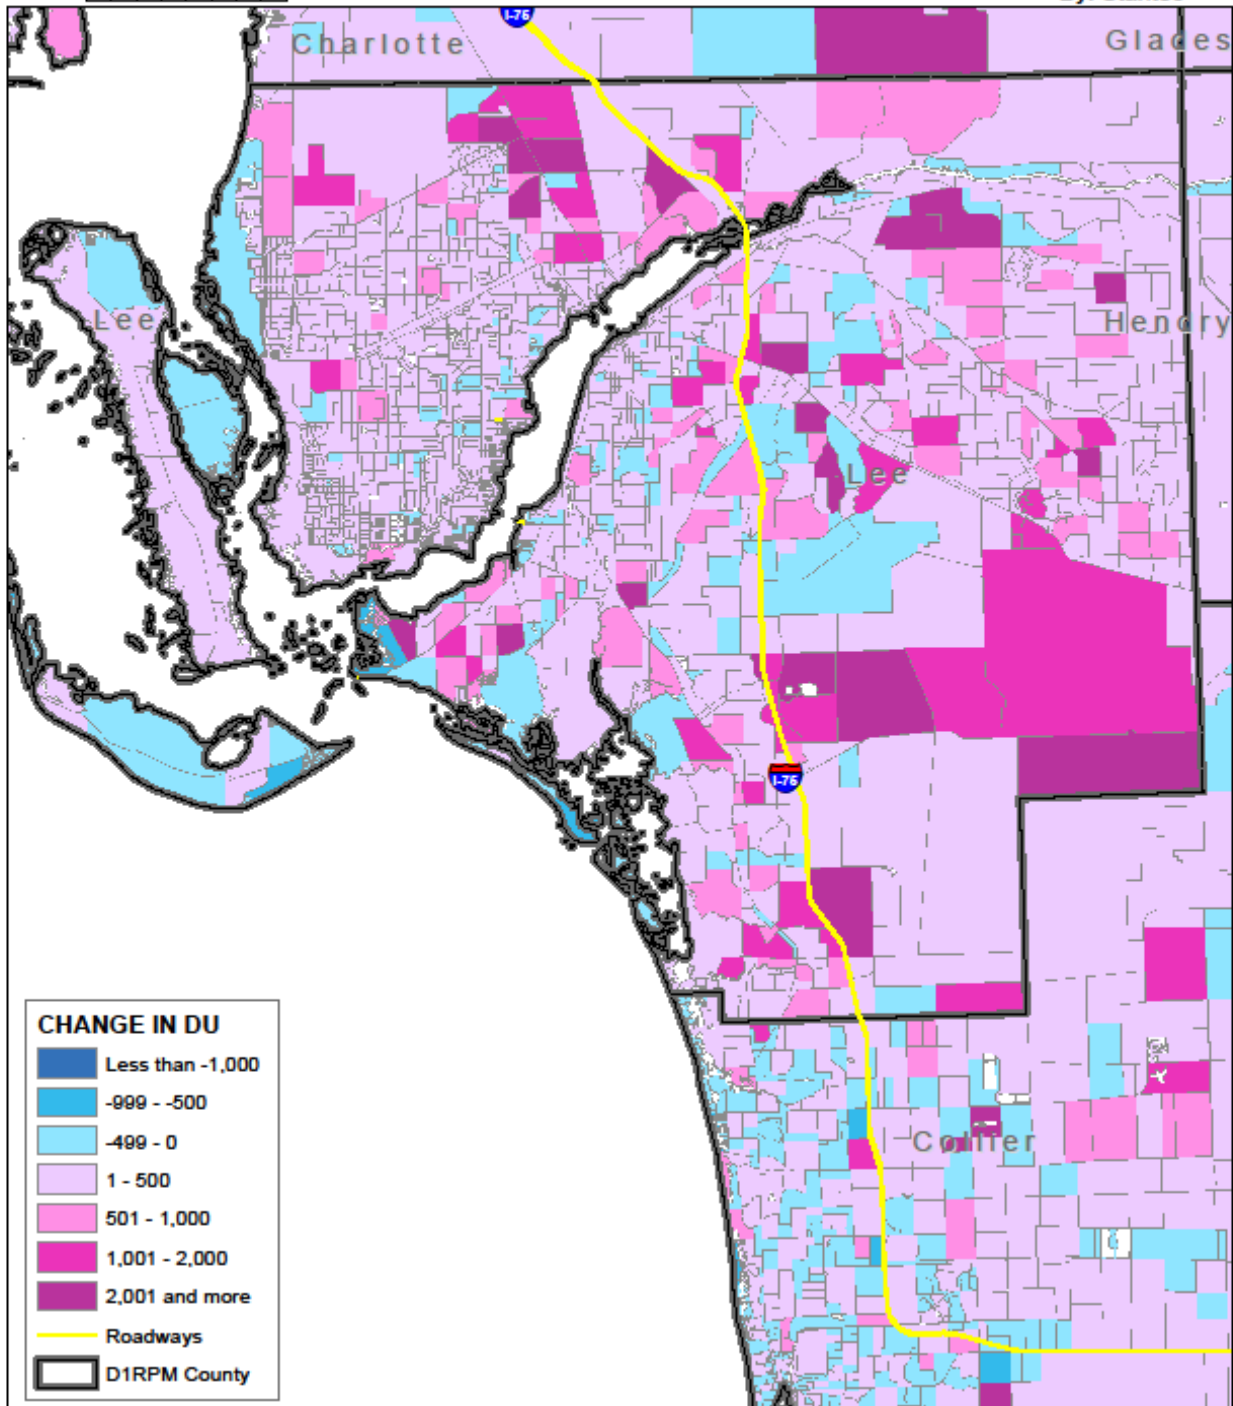 I-75
Charlotte
Glades
Lee
Hendry
Lee
I-75
Collier
CHANGE IN DU
Less than -1,000
-999 - -500
-499 - 0
1 - 500
501 - 1,000
1,001 - 2,000
2,001 and more
Roadways
D1RPM County